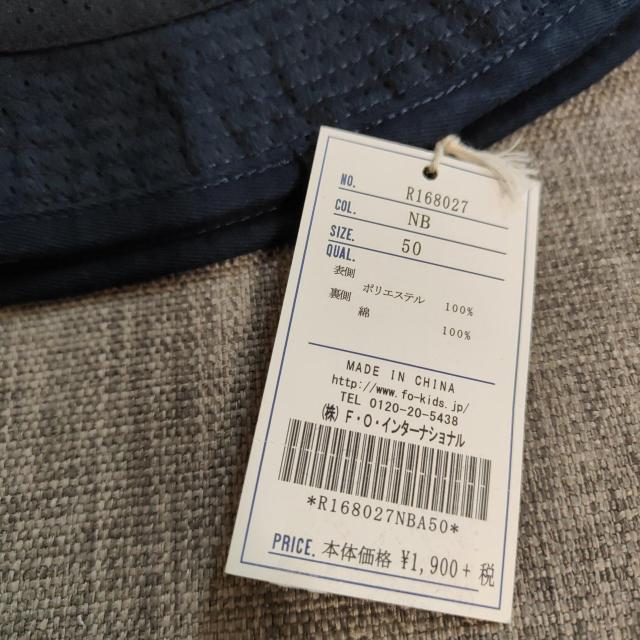 NO. R168027
COL. NB
SIZE. 50
QUAL.
表側
ポリエステル 100%
裏側
綿 100%
MADE IN CHINA
http://www.fo-kids.jp/
TEL 0120-20-5438
(株) F・O・インターナショナル
*R168027NBA50*
PRICE. 本体価格 ¥1,900+税